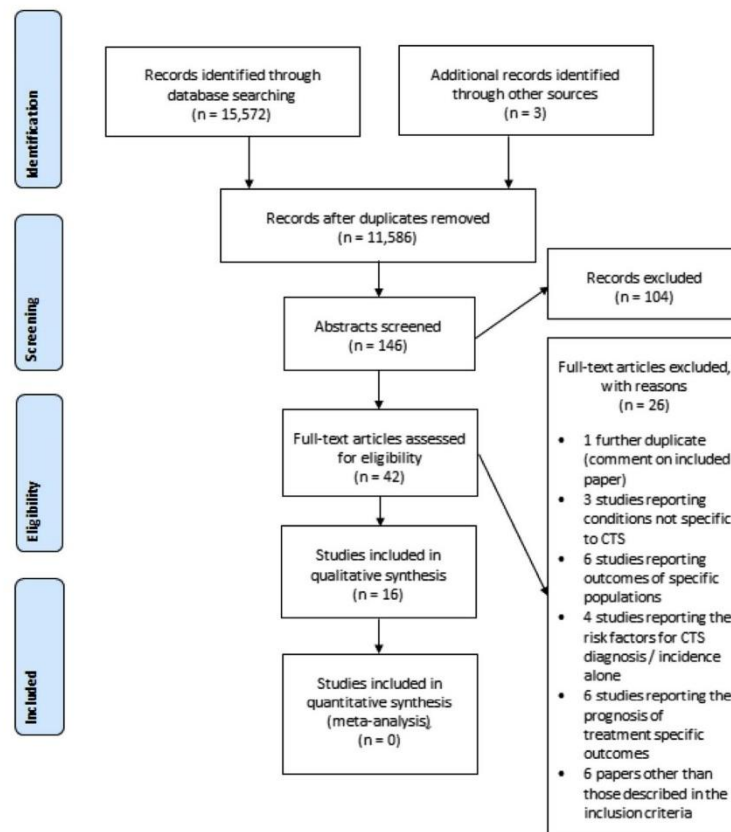 Identification
Records identified through
database searching
(n = 15,572)
Additional records identified
through other sources
(n = 3)
Records after duplicates removed
(n = 11,586)
Screening
Records excluded
(n = 104)
Abstracts screened
(n = 146)
Full-text articles excluded,
with reasons
(n = 26)
• 1 further duplicate
(comment on included
paper)
• 3 studies reporting
conditions not specific
to CTS
• 6 studies reporting
outcomes of specific
populations
• 4 studies reporting the
risk factors for CTS
diagnosis / incidence
alone
• 6 studies reporting the
prognosis of
treatment specific
outcomes
• 6 papers other than
those described in the
inclusion criteria
Eligibility
Full-text articles assessed
for eligibility
(n = 42)
Studies included in
qualitative synthesis
(n = 16)
Included
Studies included in
quantitative synthesis
(meta-analysis)
(n = 0)